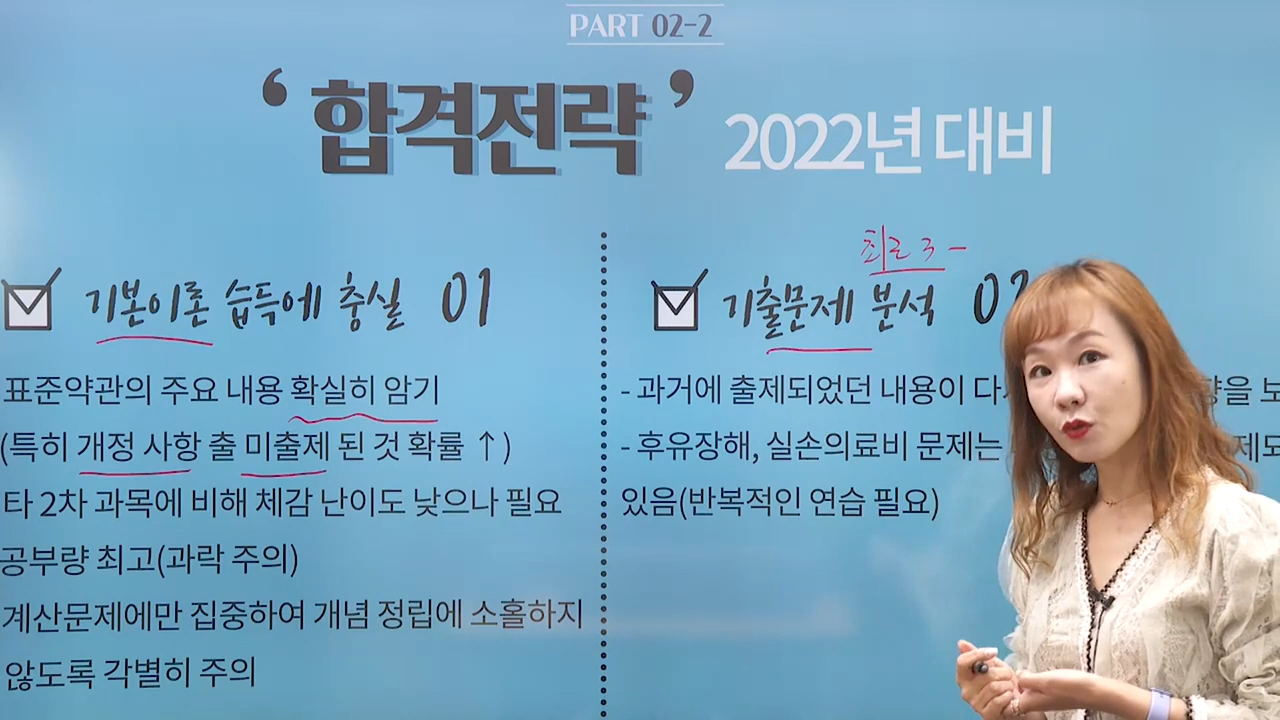 PART 02-2
‘ 합격전략 ’ 2022년 대비
기본이론 습득에 충실 01
표준약관의 주요 내용 확실히 암기
(특히 개정 사항 출 미출제 된 것 확률 ↑)
타 2차 과목에 비해 체감 난이도 낮으나 필요
공부량 최고(과락 주의)
계산문제에만 집중하여 개념 정립에 소홀하지
않도록 각별히 주의
최근 3
기출문제 분석
- 과거에 출제되었던 내용이
- 후유장해, 실손의료비 문제는
있음(반복적인 연습 필요)